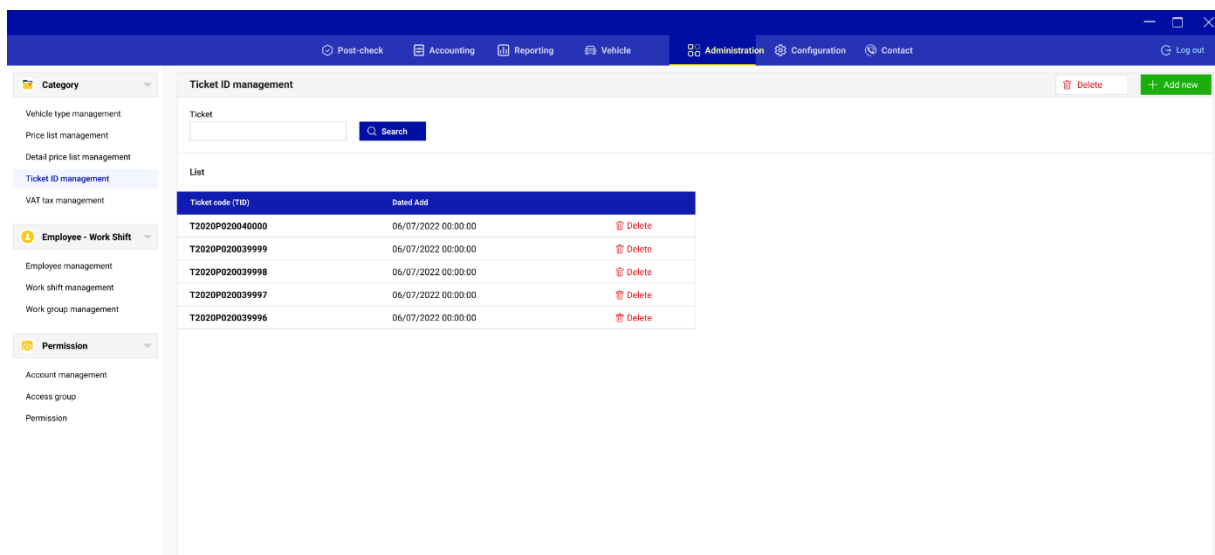 Post-check Accounting Reporting Vehicle Administration Configuration Contact Log out
Category
Vehicle type management
Price list management
Detail price list management
Ticket ID management
VAT tax management
Employee - Work Shift
Employee management
Work shift management
Work group management
Permission
Account management
Access group
Permission
Ticket ID management Delete + Add new
Ticket
Search
List
Ticket code (TID) Dated Add
T2020P020040000 06/07/2022 00:00:00 Delete
T2020P020039999 06/07/2022 00:00:00 Delete
T2020P020039998 06/07/2022 00:00:00 Delete
T2020P020039997 06/07/2022 00:00:00 Delete
T2020P020039996 06/07/2022 00:00:00 Delete